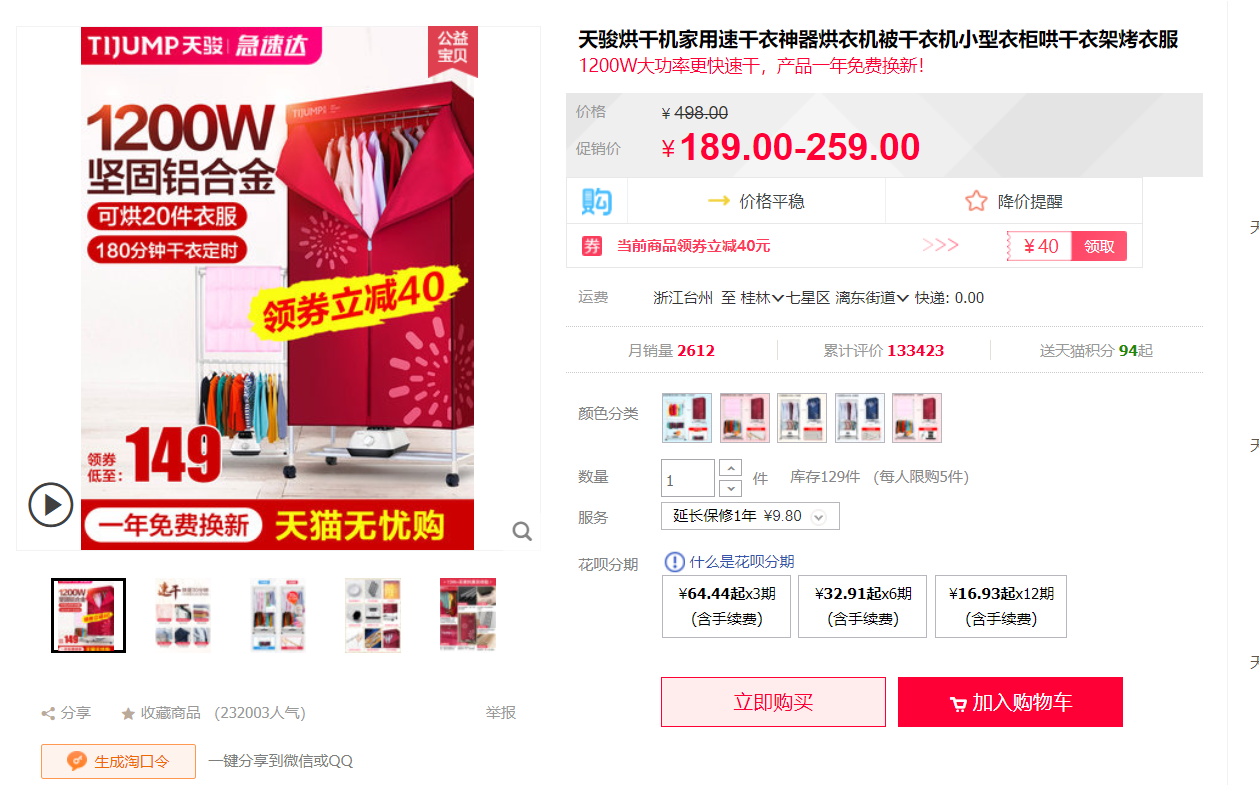 TIJUMP天骏 急速达
公益
宝贝
1200W
坚固铝合金
可烘20件衣服
180分钟干衣定时
TIJUMP
领券立减40
领券
低至:
149
一年免费换新 天猫无忧购
分享
收藏商品 (232003人气)
举报
生成淘口令
一键分享到微信或QQ
天骏烘干机家用速干衣神器烘衣机被干衣机小型衣柜哄干衣架烤衣服
1200W大功率更快速干，产品一年免费换新！
价格 ¥ 498.00
促销价 ¥ 189.00-259.00
购 价格平稳 降价提醒
券 当前商品领券立减40元 >>> ¥ 40 领取
运费 浙江台州 至 桂林 七星区 漓东街道 快递: 0.00
月销量 2612 累计评价 133423 送天猫积分 94起
颜色分类
数量 1 件 库存129件 (每人限购5件)
服务 延长保修1年 ¥9.80
花呗分期 什么是花呗分期
¥64.44起x3期 ¥32.91起x6期 ¥16.93起x12期
(含手续费) (含手续费) (含手续费)
立即购买 加入购物车